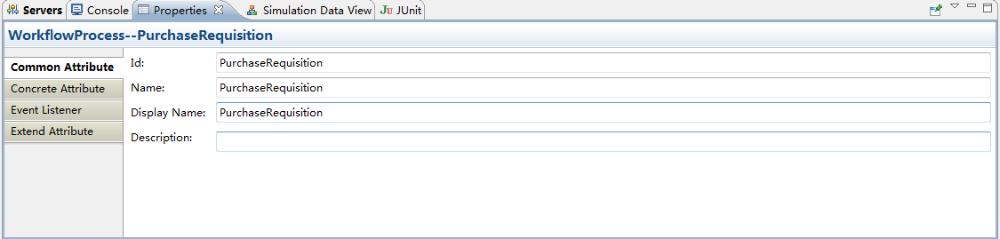 Servers Console Properties Simulation Data View JU JUnit
WorkflowProcess--PurchaseRequisition
Common Attribute
Concrete Attribute
Event Listener
Extend Attribute
Id: PurchaseRequisition
Name: PurchaseRequisition
Display Name: PurchaseRequisition
Description: